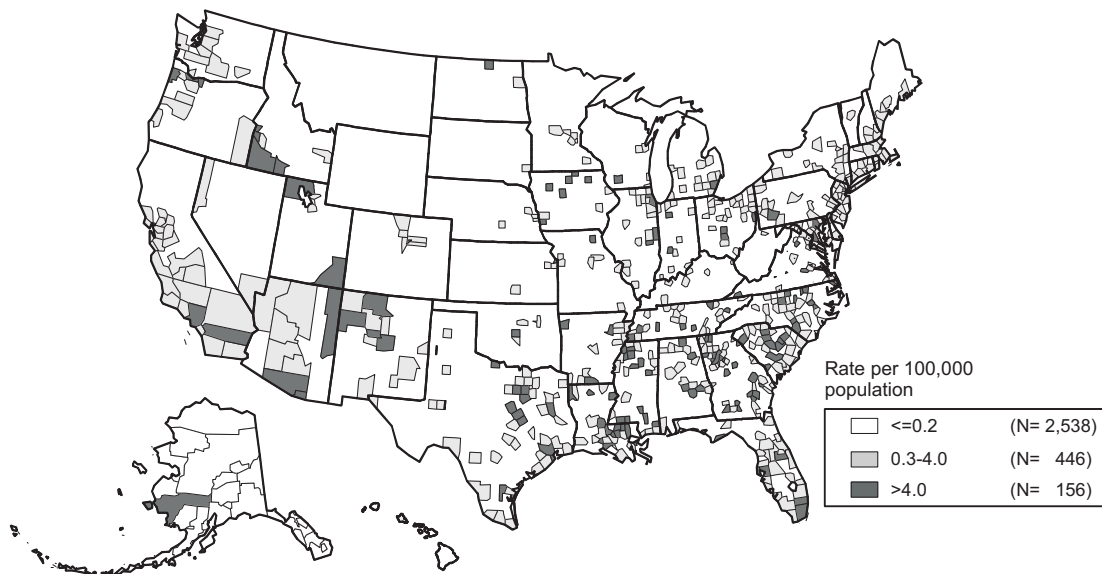 Rate per 100,000
population
<=0.2 (N= 2,538)
0.3-4.0 (N= 446)
>4.0 (N= 156)